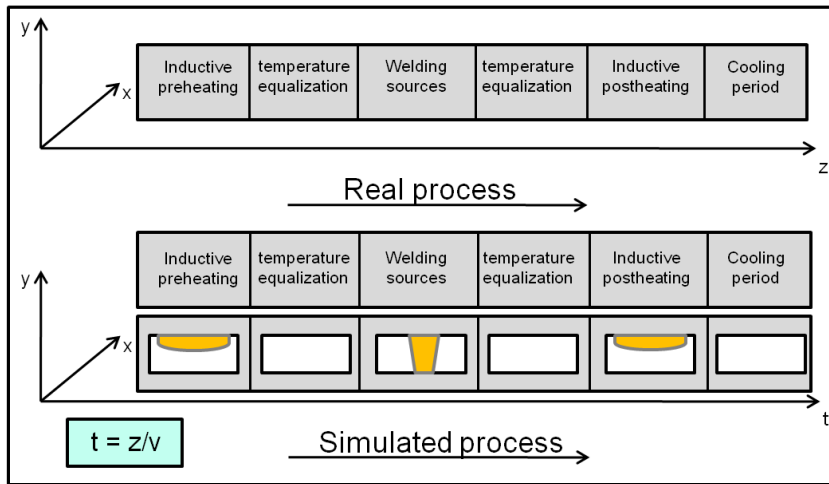 y
Inductive
preheating
temperature
equalization
Welding
sources
temperature
equalization
Inductive
postheating
Cooling
period
x
z
Real process
Inductive
preheating
temperature
equalization
Welding
sources
temperature
equalization
Inductive
postheating
Cooling
period
y
x
t
t = z/v
Simulated process